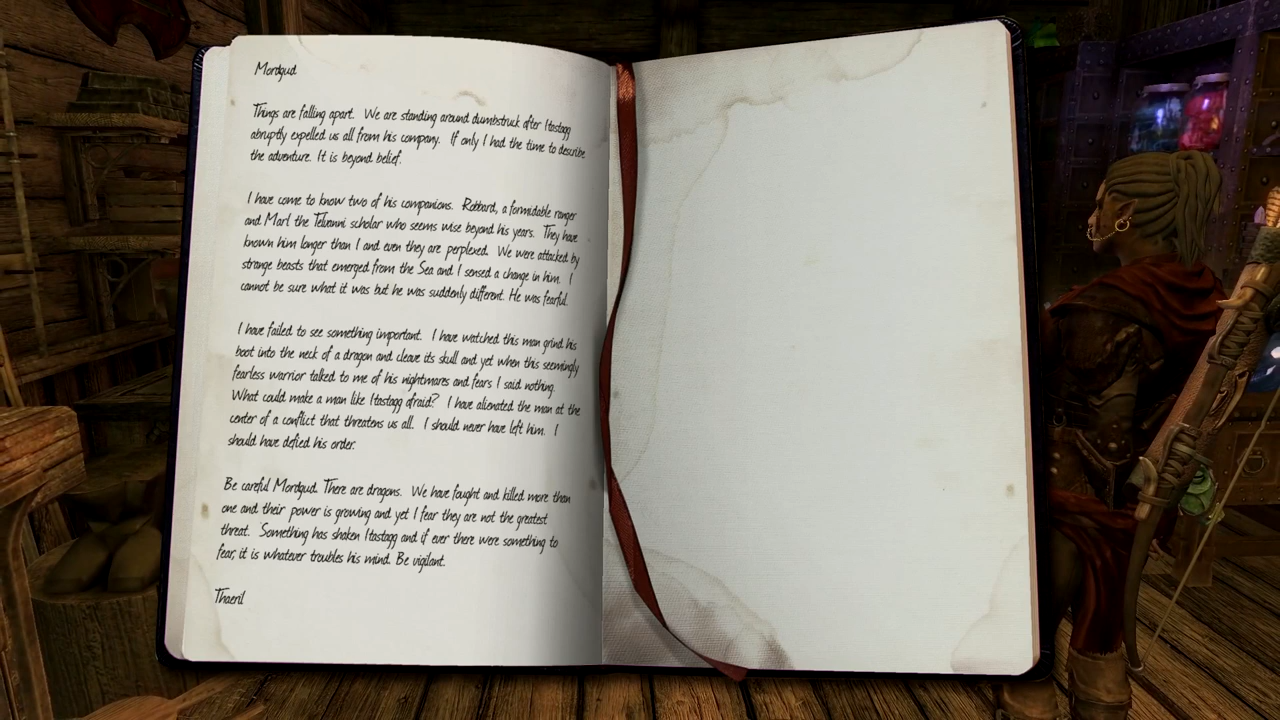 Mordgud
Things are falling apart. We are standing around dumbstruck after Itastagg
abruptly expelled us all from his company. If only I had the time to describe
the adventure. It is beyond belief.
I have come to know two of his companions. Robbard, a formidable ranger
and Marl the Telvanni scholar who seems wise beyond his years. They have
known him longer than I and even they are perplexed. We were attacked by
strange beasts that emerged from the Sea and I sensed a change in him. I
cannot be sure what it was but he was suddenly different. He was fearful.
I have failed to see something important. I have watched this man grind his
boot into the neck of a dragon and cleave its skull and yet when this seemingly
fearless warrior talked to me of his nightmares and fears I said nothing.
What could make a man like Itastagg afraid? I have alienated the man at the
center of a conflict that threatens us all. I should never have left him. I
should have defied his order.
Be careful Mordgud. There are dragons. We have fought and killed more than
one and their power is growing and yet I fear they are not the greatest
threat. Something has shaken Itastagg and if ever there were something to
fear, it is whatever troubles his mind. Be vigilant.
Thaeril